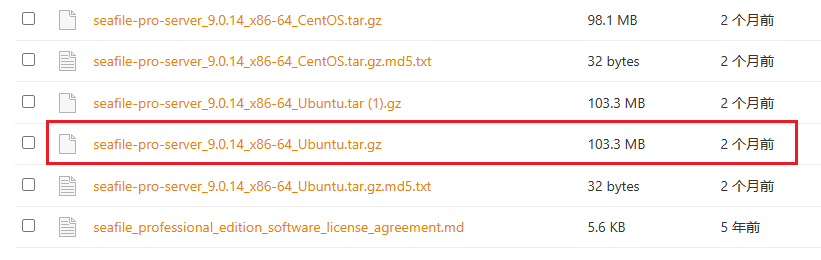 seafile-pro-server_9.0.14_x86-64_CentOS.tar.gz 98.1 MB 2 个月前
seafile-pro-server_9.0.14_x86-64_CentOS.tar.gz.md5.txt 32 bytes 2 个月前
seafile-pro-server_9.0.14_x86-64_Ubuntu.tar (1).gz 103.3 MB 2 个月前
seafile-pro-server_9.0.14_x86-64_Ubuntu.tar.gz 103.3 MB 2 个月前
seafile-pro-server_9.0.14_x86-64_Ubuntu.tar.gz.md5.txt 32 bytes 2 个月前
seafile_professional_edition_software_license_agreement.md 5.6 KB 5 年前